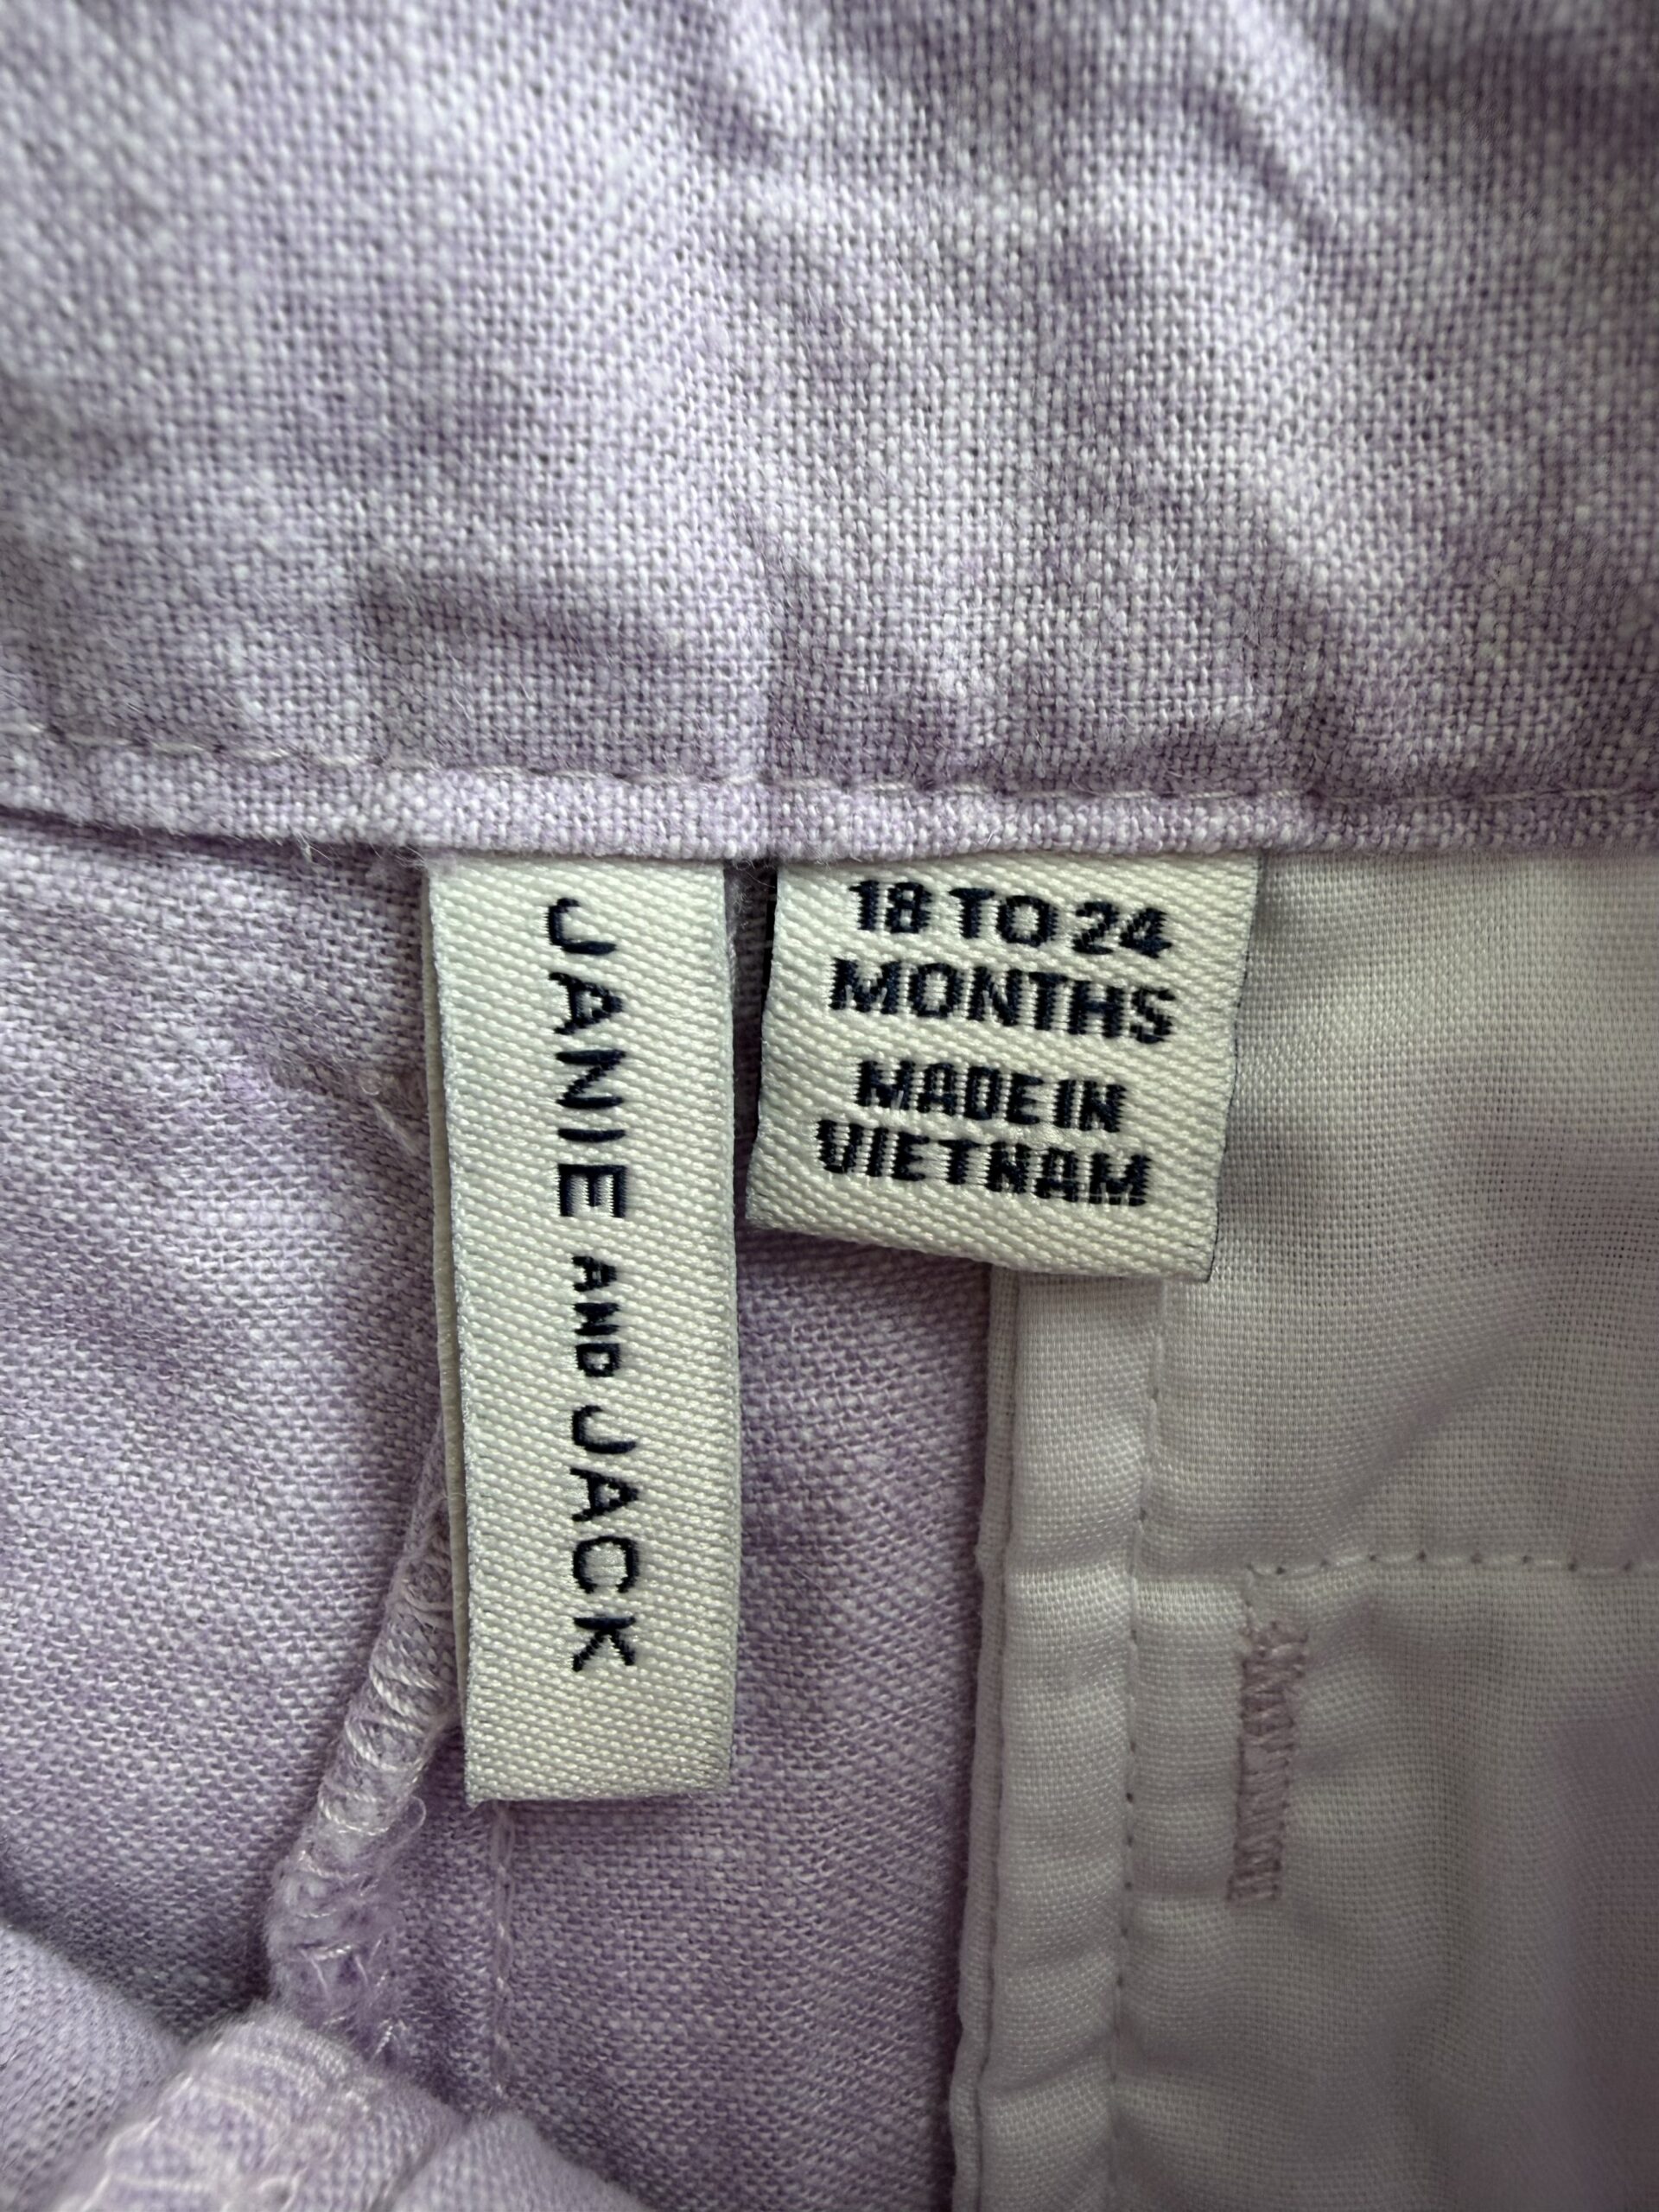 JANIE AND JACK
18 TO 24
MONTHS
MADE IN
VIETNAM